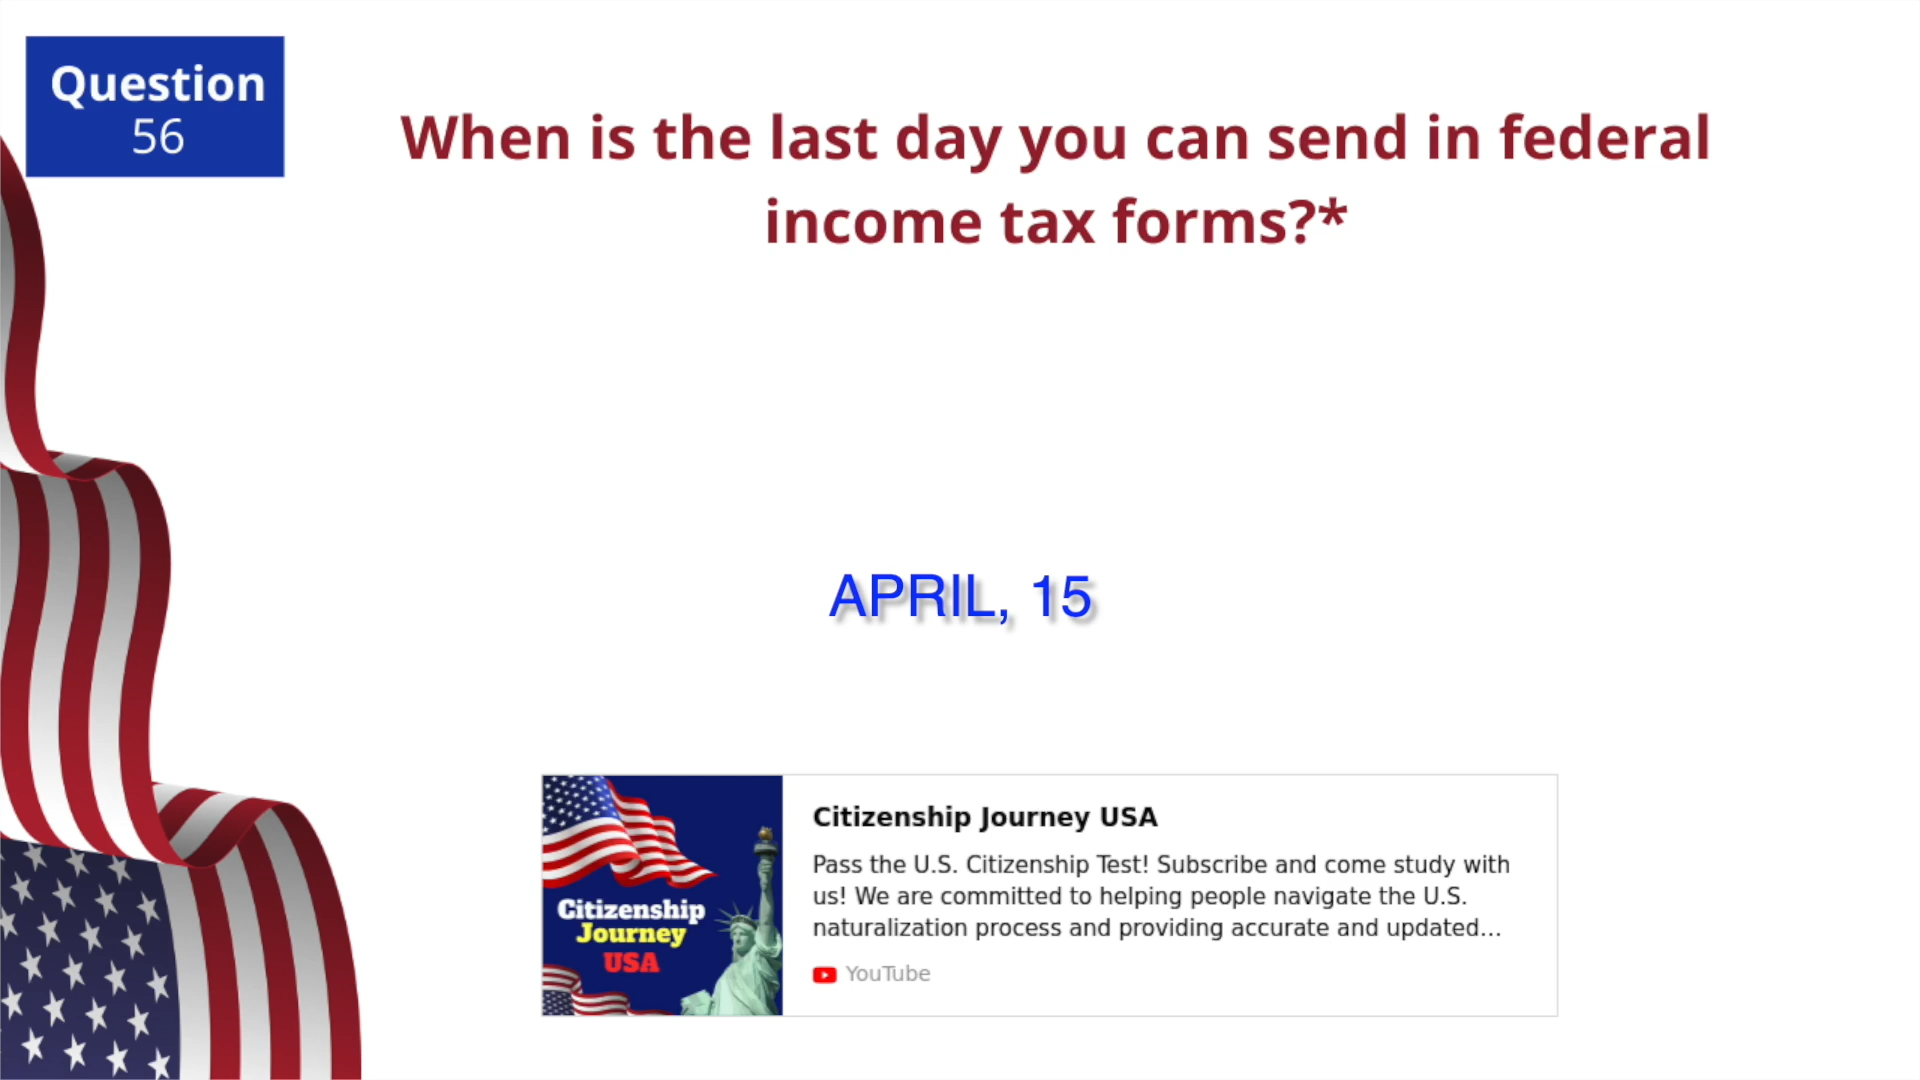 Question
56
When is the last day you can send in federal
income tax forms?*
APRIL, 15
Citizenship
Journey
USA
Citizenship Journey USA
Pass the U.S. Citizenship Test! Subscribe and come study with
us! We are committed to helping people navigate the U.S.
naturalization process and providing accurate and updated...
YouTube